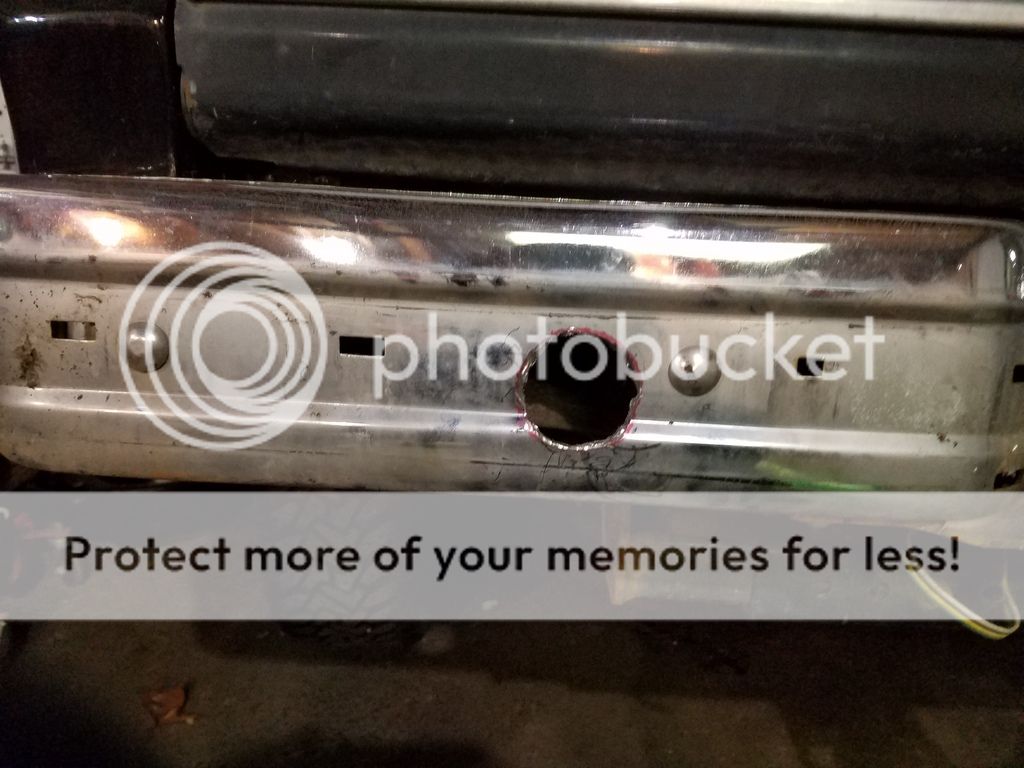 photobucket
Protect more of your memories for less!